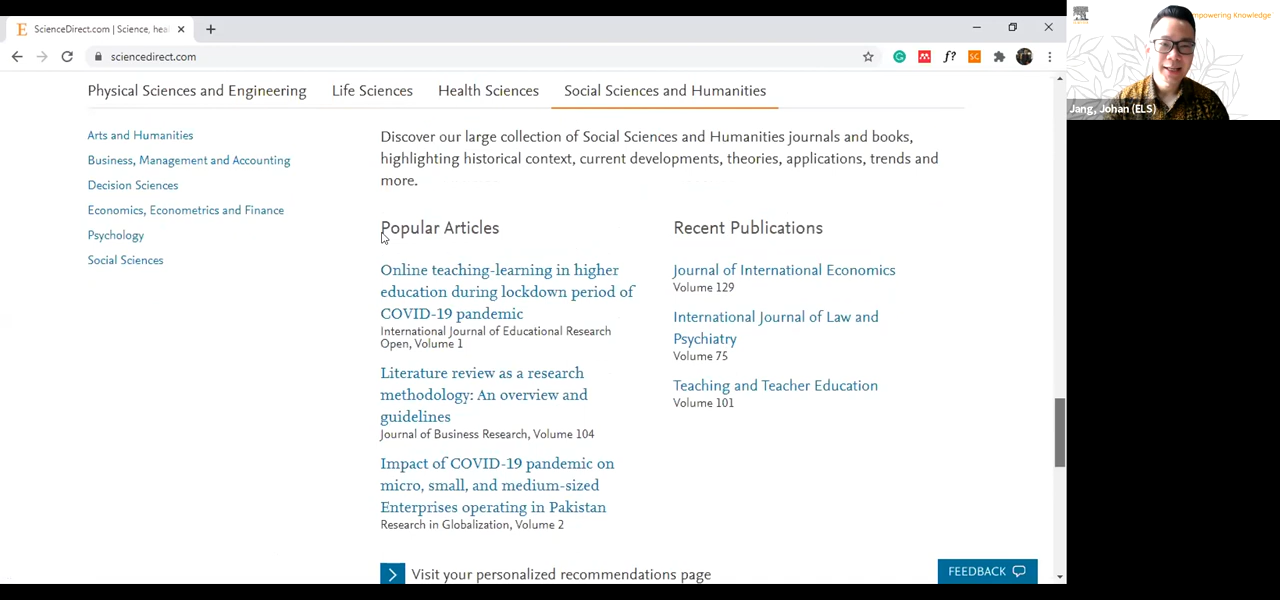 ScienceDirect.com | Science, hea
sciencedirect.com
f?
SC
Empowering Knowledge
Jang, Johan (ELS)
Physical Sciences and Engineering
Life Sciences
Health Sciences
Social Sciences and Humanities
Arts and Humanities
Business, Management and Accounting
Decision Sciences
Economics, Econometrics and Finance
Psychology
Social Sciences
Discover our large collection of Social Sciences and Humanities journals and books,
highlighting historical context, current developments, theories, applications, trends and
more.
Popular Articles
Online teaching-learning in higher
education during lockdown period of
COVID-19 pandemic
International Journal of Educational Research
Open, Volume 1
Literature review as a research
methodology: An overview and
guidelines
Journal of Business Research, Volume 104
Impact of COVID-19 pandemic on
micro, small, and medium-sized
Enterprises operating in Pakistan
Research in Globalization, Volume 2
Recent Publications
Journal of International Economics
Volume 129
International Journal of Law and
Psychiatry
Volume 75
Teaching and Teacher Education
Volume 101
Visit your personalized recommendations page
FEEDBACK